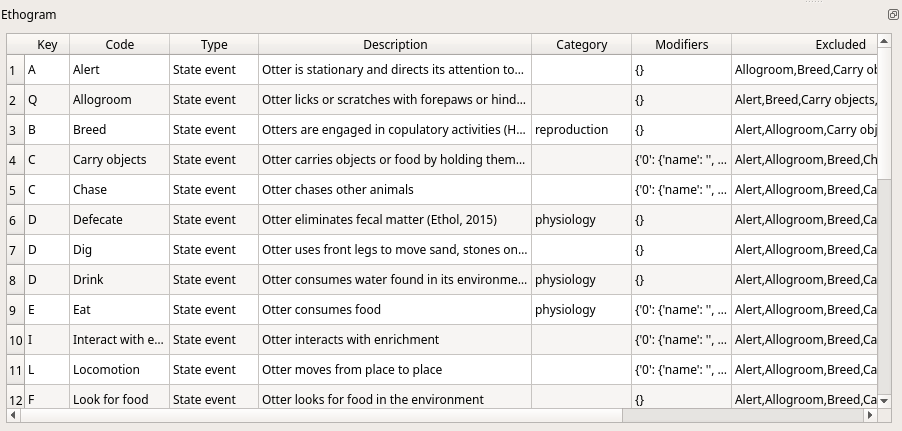 Ethogram
Key Code Type Description Category Modifiers Excluded
1 A Alert State event Otter is stationary and directs its attention to... {} Allogroom,Breed,Carry ob
2 Q Allogroom State event Otter licks or scratches with forepaws or hind... {} Alert,Breed,Carry objects,
3 B Breed State event Otters are engaged in copulatory activities (H... reproduction {} Alert,Allogroom,Carry obj
4 C Carry objects State event Otter carries objects or food by holding them... {'0': {'name': '', ... Alert,Allogroom,Breed,Ch
5 C Chase State event Otter chases other animals {'0': {'name': '', ... Alert,Allogroom,Breed,Ca
6 D Defecate State event Otter eliminates fecal matter (Ethol, 2015) physiology {} Alert,Allogroom,Breed,Ca
7 D Dig State event Otter uses front legs to move sand, stones on... {} Alert,Allogroom,Breed,Ca
8 D Drink State event Otter consumes water found in its environme... physiology {} Alert,Allogroom,Breed,Ca
9 E Eat State event Otter consumes food physiology {'0': {'name': '', ... Alert,Allogroom,Breed,Ca
10 I Interact with e... State event Otter interacts with enrichment {'0': {'name': '', ... Alert,Allogroom,Breed,Ca
11 L Locomotion State event Otter moves from place to place {'0': {'name': '', ... Alert,Allogroom,Breed,Ca
12 F Look for food State event Otter looks for food in the environment {} Alert,Allogroom,Breed,Ca